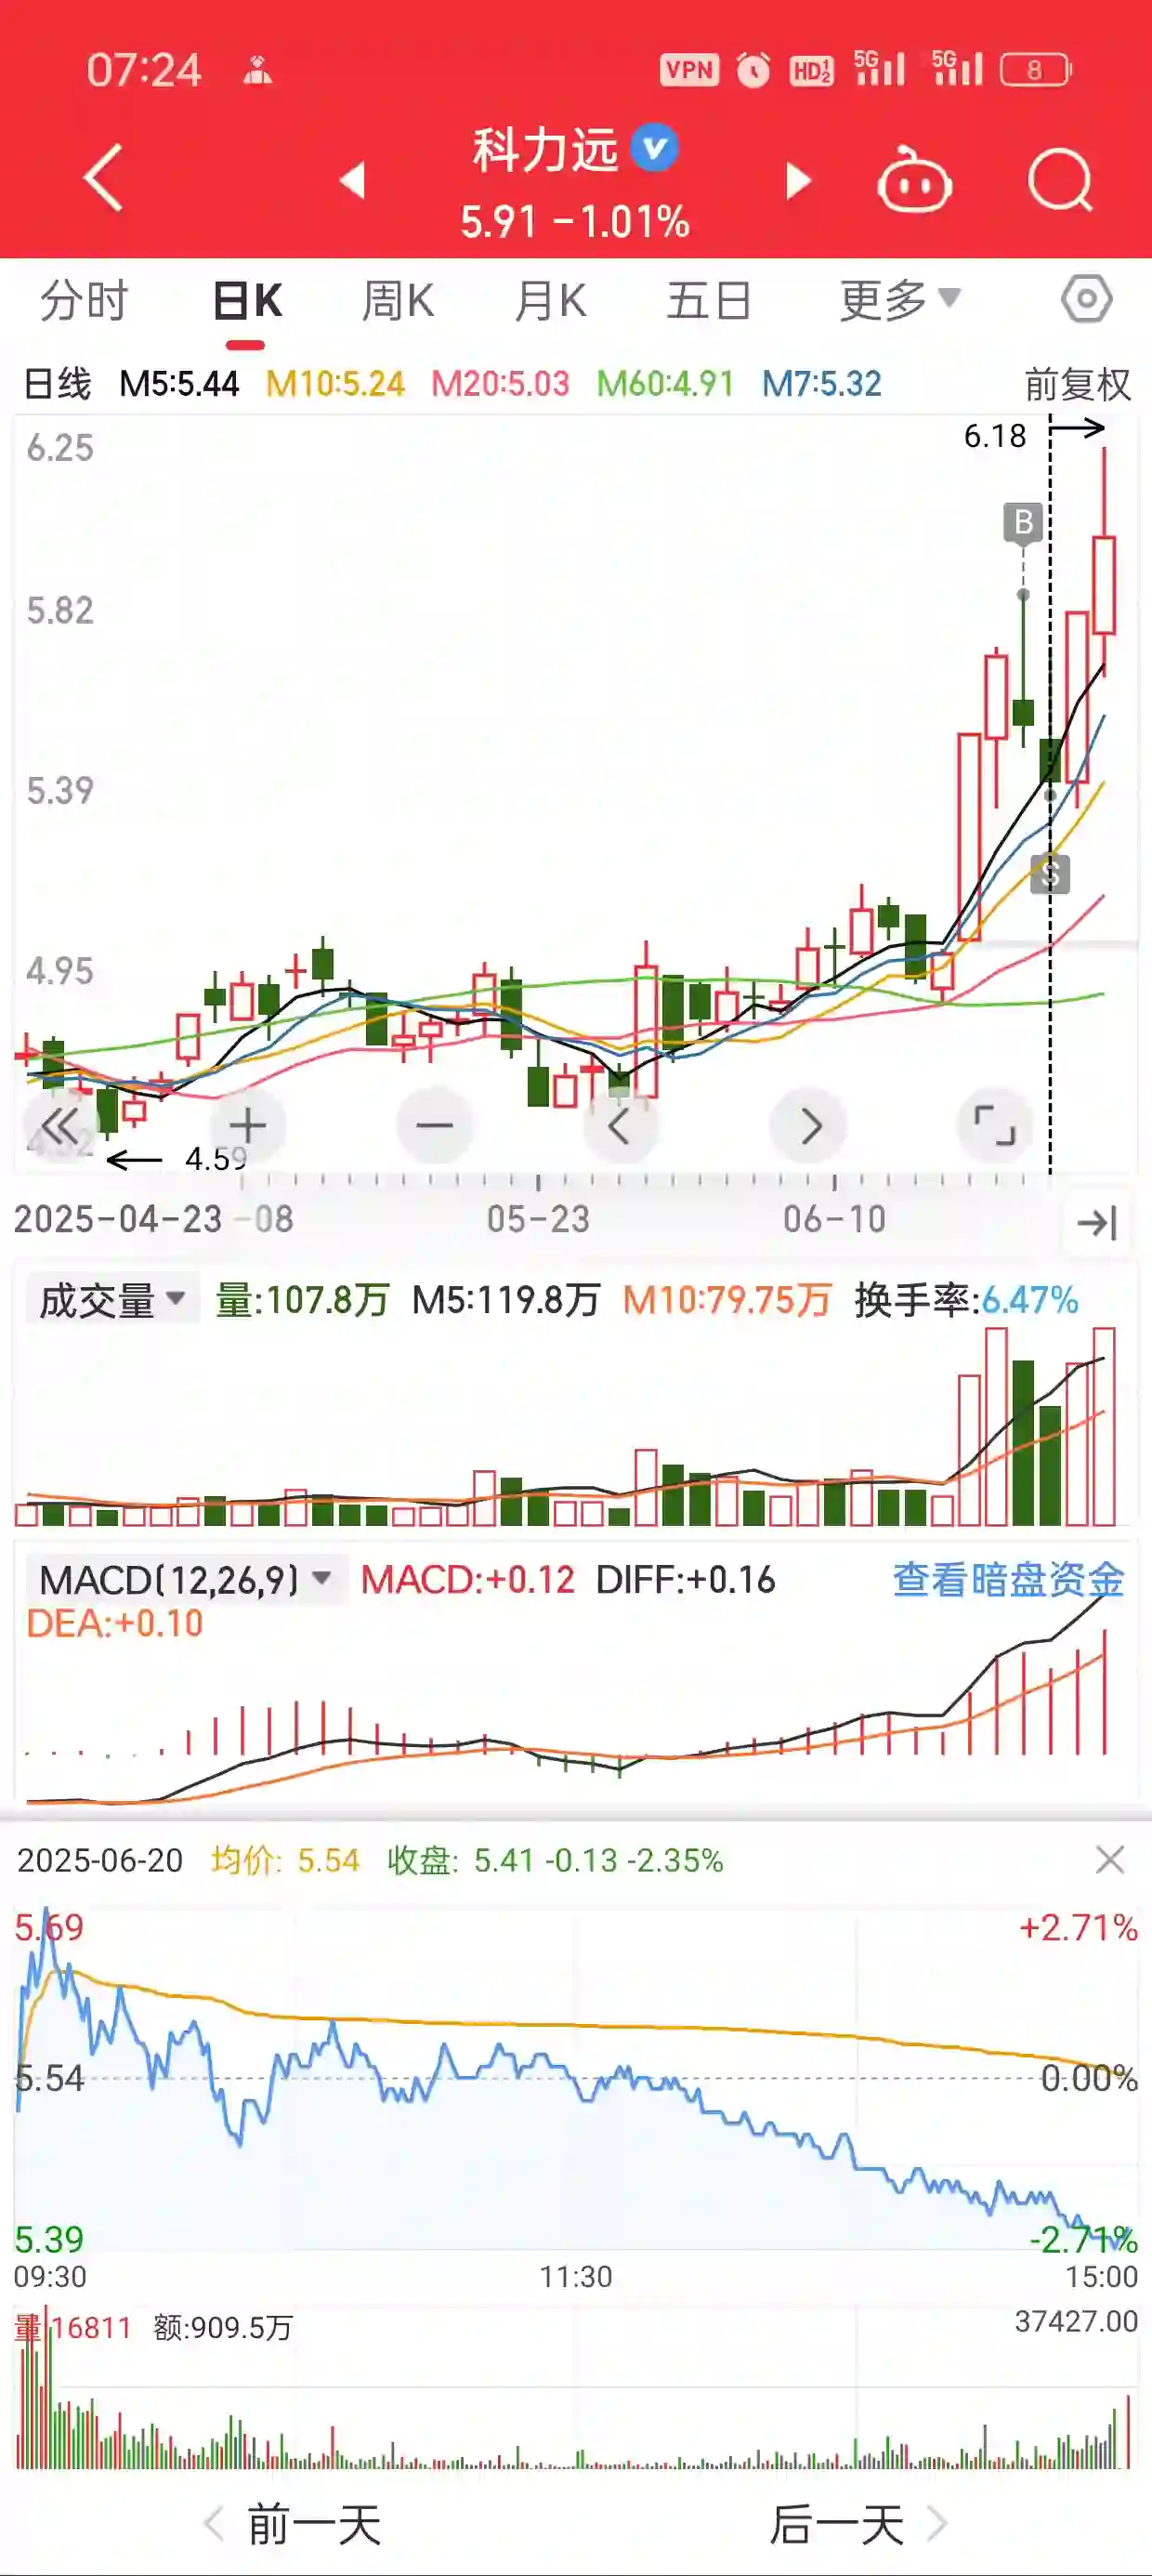 07:24 VPN HD 1 2 5G 5G 8
科力远 V
5.91 -1.01%
分时 日K 周K 月K 五日 更多
日线 M5:5.44 M10:5.24 M20:5.03 M60:4.91 M7:5.32 前复权
6.25
6.18
B
5.82
5.39
S
4.95
4.59
2025-04-23 -08 05-23 06-10
成交量 量:107.8万 M5:119.8万 M10:79.75万 换手率:6.47%
MACD(12,26,9) MACD:+0.12 DIFF:+0.16 查看暗盘资金
DEA:+0.10
2025-06-20 均价: 5.54 收盘: 5.41 -0.13 -2.35%
5.69 +2.71%
5.54 0.00%
5.39 -2.71%
09:30 11:30 15:00
量 16811 额:909.5万 37427.00
前一天 后一天